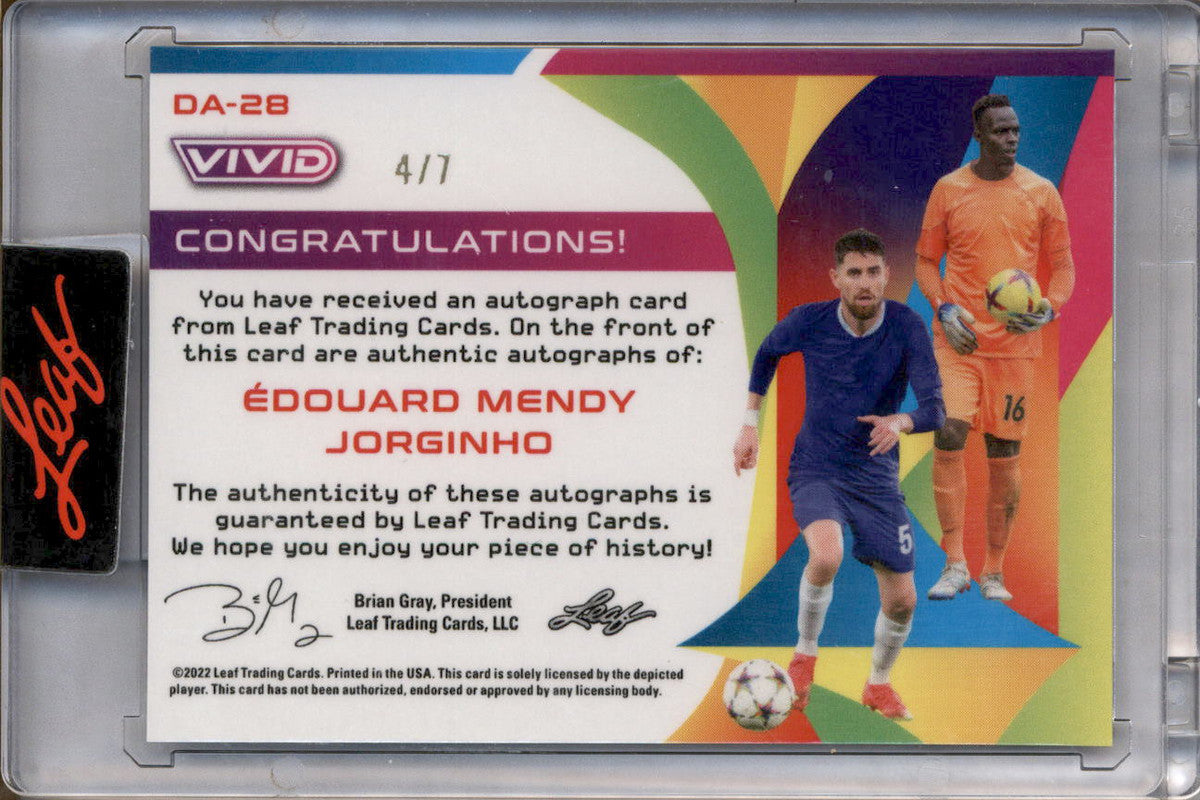 DA-28
VIVID
4/7
CONGRATULATIONS!
You have received an autograph card
from Leaf Trading Cards. On the front of
this card are authentic autographs of:
ÉDOUARD MENDY
JORGINHO
The authenticity of these autographs is
guaranteed by Leaf Trading Cards.
We hope you enjoy your piece of history!
Brian Gray, President
Leaf Trading Cards, LLC
Leaf
©2022 Leaf Trading Cards. Printed in the USA. This card is solely licensed by the depicted
player. This card has not been authorized, endorsed or approved by any licensing body.
16
5
Leaf